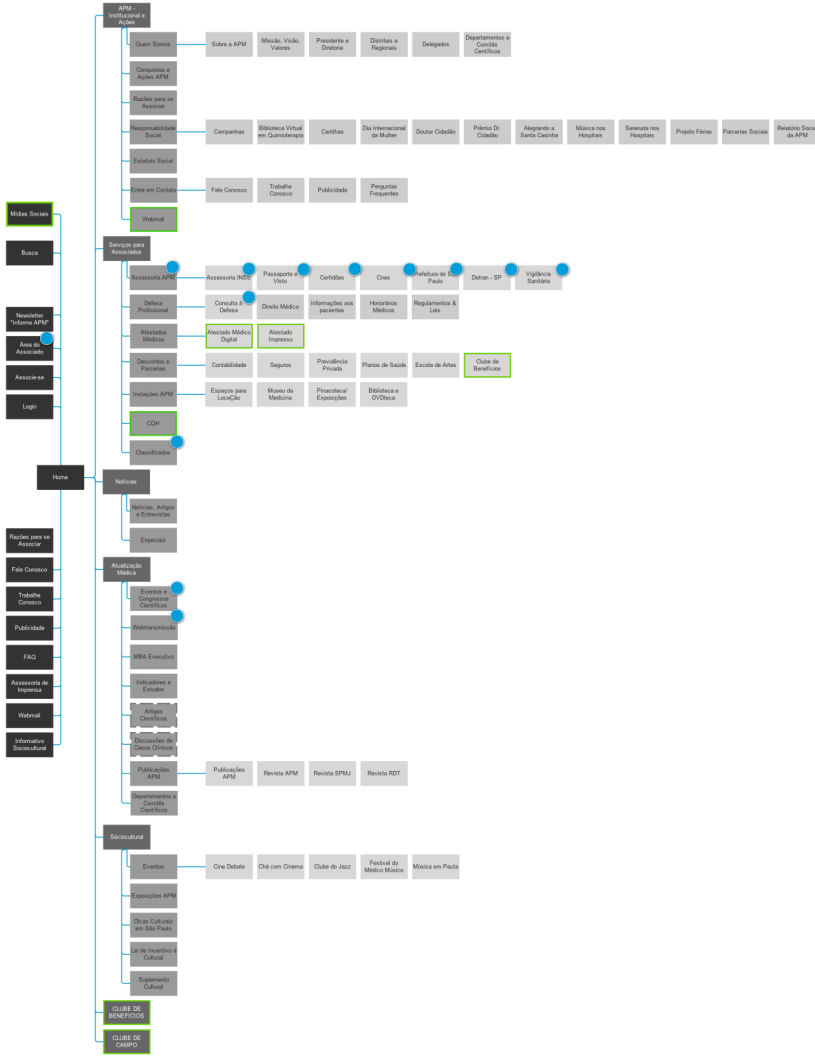 APM -
Institucional e
Ações
Quem Somos
Sobre a APM
Missão, Visão,
Valores
Presidente e
Diretoria
Distritais e
Regionais
Delegados
Departamentos e
Comitês
Científicos
Conquistas e
Ações APM
Razões para se
Associar
Responsabilidade
Social
Campanhas
Biblioteca Virtual
em Quimioterapia
Cartilhas
Dia Internacional
da Mulher
Doutor Cidadão
Prêmio Dr.
Cidadão
Alegrando a
Santa Casinha
Música nos
Hospitais
Serenata nos
Hospitais
Projeto Férias
Parcerias Sociais
Relatório Social
da APM
Estatuto Social
Entre em Contato
Fale Conosco
Trabalhe
Conosco
Publicidade
Perguntas
Frequentes
Webmail
Mídias Sociais
Busca
Newsletter
"Informa APM"
Área do
Associado
Associe-se
Login
Serviços para
Associados
Assessoria APM
Assessoria INSS
Passaporte e
Visto
Certidões
Cnes
Prefeitura de São
Paulo
Detran - SP
Vigilância
Sanitária
Defesa
Profissional
Consulta à
Defesa
Direito Médico
Informações aos
pacientes
Honorários
Médicos
Regulamentos &
Leis
Atestados
Médicos
Atestado Médico
Digital
Atestado
Impresso
Descontos e
Parcerias
Contabilidade
Seguros
Previdência
Privada
Planos de Saúde
Escola de Artes
Clube de
Benefícios
Instações APM
Espaços para
LocaÇão
Museu da
Medicina
Pinacoteca/
Exposições
Biblioteca e
DVDteca
CQH
Classificados
Home
Notícias
Notícias, Artigos
e Entrevistas
Especiais
Razões para se
Associar
Fale Conosco
Trabalhe
Conosco
Publicidade
FAQ
Assessoria de
Imprensa
Webmail
Informativo
Sociocultural
Atualização
Médica
Eventos e
Congressos
Científicos
Webtransmissão
MBA Executivo
Indicadores e
Estudos
Artigos
Científicos
Discussões de
Casos Clínicos
Publicações
APM
Publicações
APM
Revista APM
Revista SPMJ
Revista RDT
Departamentos e
Comitês
Científicos
Sóciocultural
Eventos
Cine Debate
Chá com Cinema
Clube do Jazz
Festival do
Médico Músico
Música em Pauta
Exposições APM
Dicas Culturais
em São Paulo
Lei de Incentivo à
Cultural
Suplemento
Cultural
CLUBE DE
BENEFÍCIOS
CLUBE DE
CAMPO